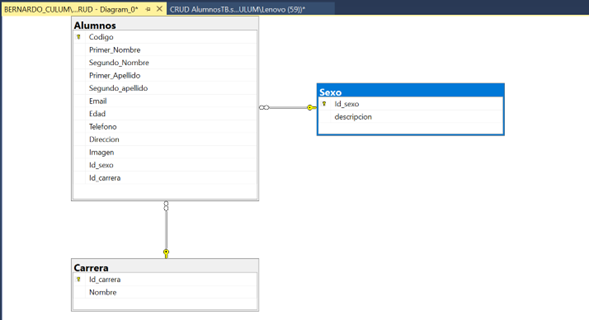 BERNARDO_CULUM\...RUD - Diagram_0*
CRUD AlumnosTB.s...ULUM\Lenovo (59))*
Alumnos
Codigo
Primer_Nombre
Segundo_Nombre
Primer_Apellido
Segundo_apellido
Email
Edad
Telefono
Direccion
Imagen
Id_sexo
Id_carrera
Sexo
Id_sexo
descripcion
Carrera
Id_carrera
Nombre